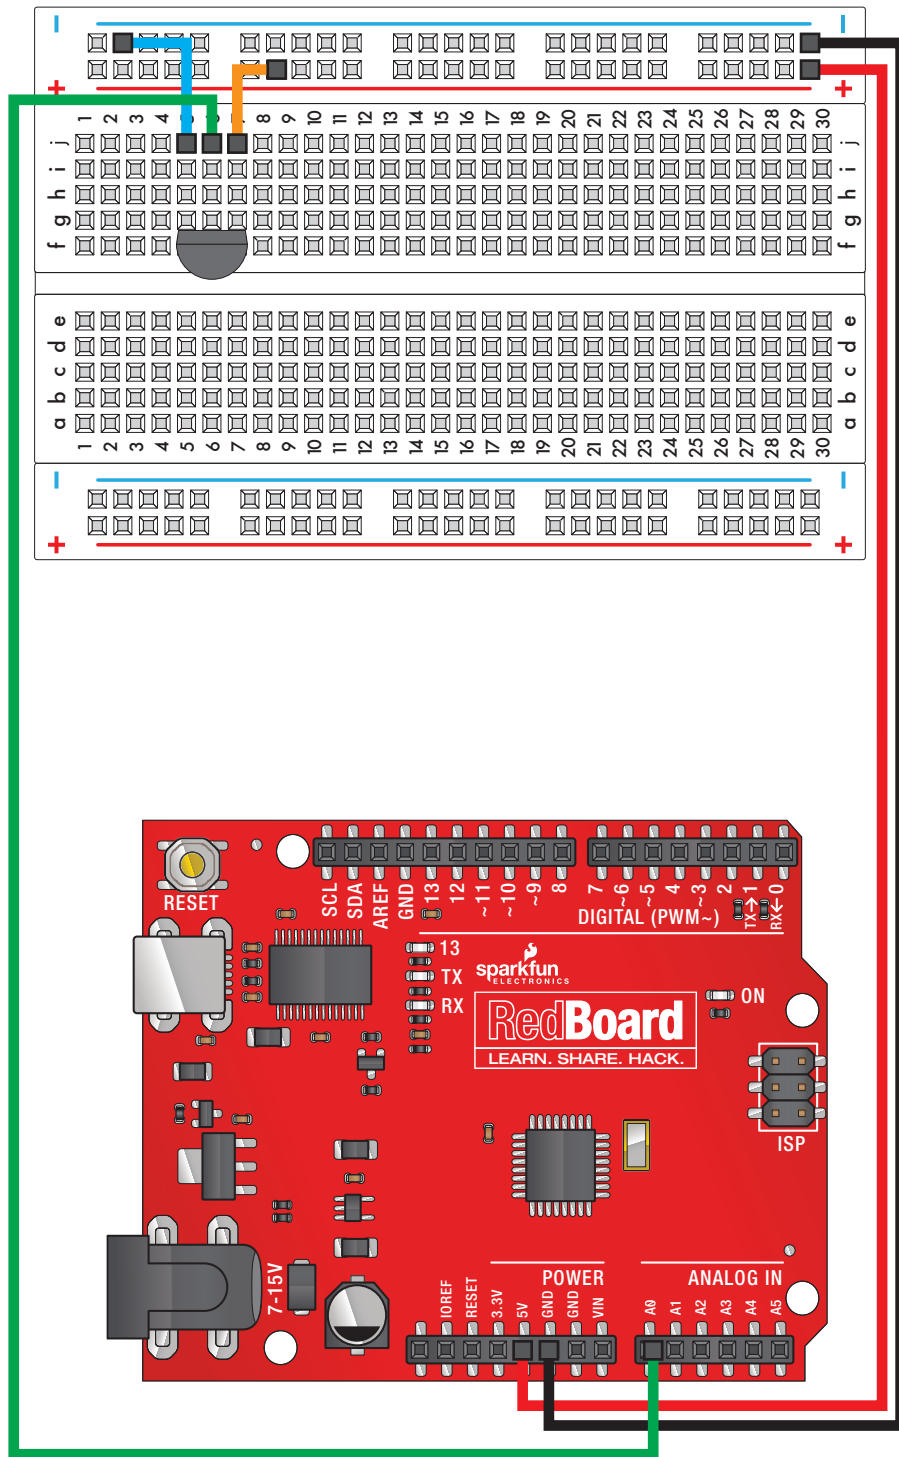 − −
+ +
1 2 3 4 5 7 8 9 10 11 12 13 14 15 16 17 18 19 20 21 22 23 24 25 26 27 28 29 30
j j
i i
h h
g g
f f
e e
d d
c c
b b
a a
1 2 3 4 5 6 7 8 9 10 11 12 13 14 15 16 17 18 19 20 21 22 23 24 25 26 27 28 29 30
− −
+ +
RESET
SCL SDA AREF GND 13 12 ~11 ~10 ~9 8 7 ~6 ~5 4 ~3 2 TX→1 RX←0
DIGITAL (PWM~)
13
TX
RX
sparkfun
ELECTRONICS
ON
RedBoard
LEARN. SHARE. HACK.
ISP
7-15V
POWER
ANALOG IN
IOREF RESET 3.3V 5V GND GND VIN A0 A1 A2 A3 A4 A5